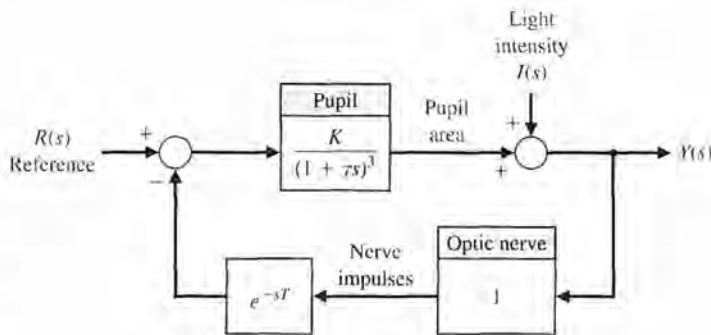 Light
intensity
I(s)
Pupil
Pupil
area
R(s)
Reference
+
−
K
(1 + τs)³
+
+
Y(s)
Nerve
impulses
Optic nerve
e⁻ˢᵀ
1